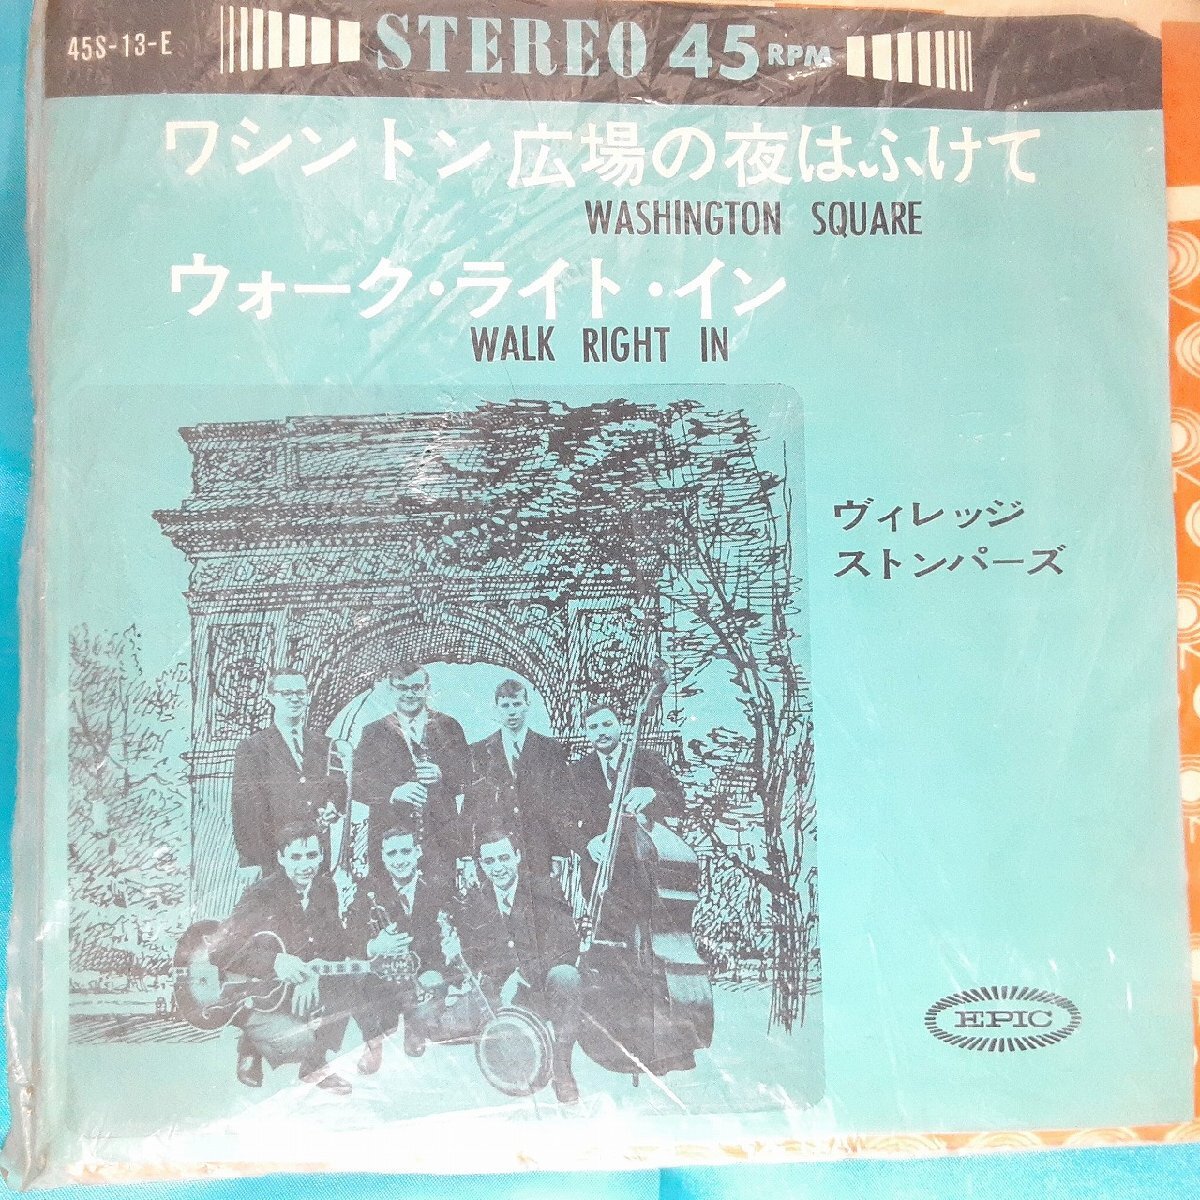 45S-13-E
STEREO 45 RPM
ワシントン広場の夜はふけて
WASHINGTON SQUARE
ウォーク・ライト・イン
WALK RIGHT IN
ヴィレッジ
ストンパーズ
EPIC